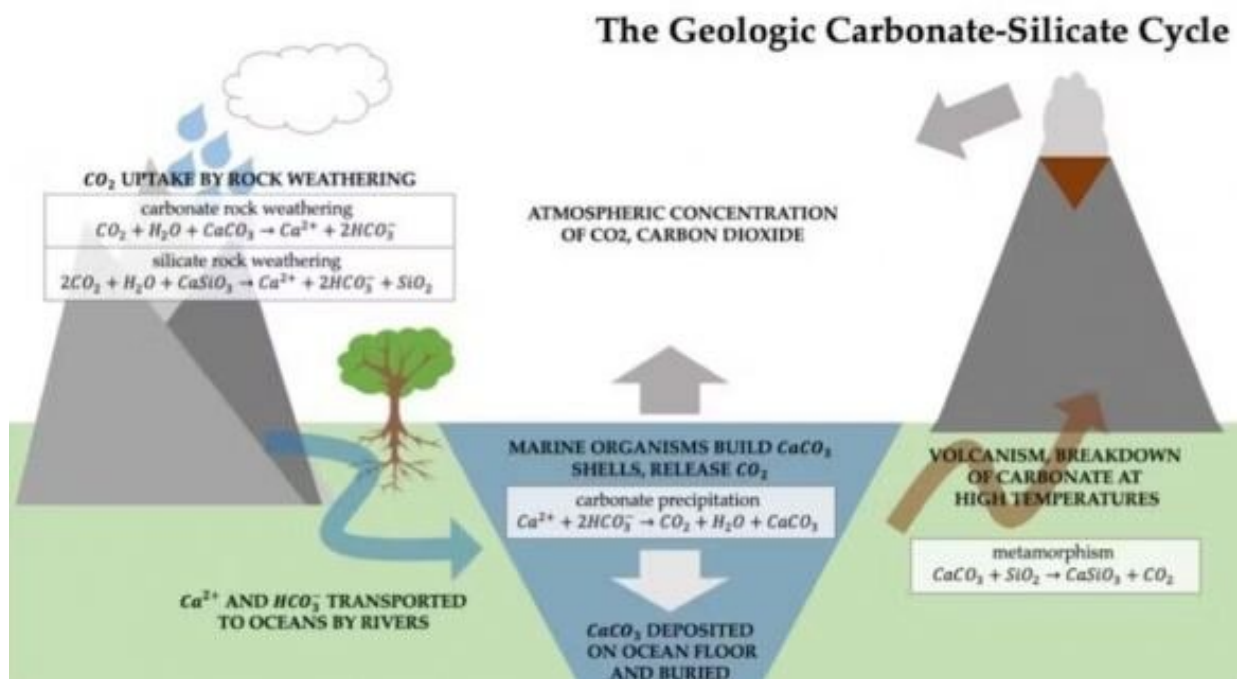 The Geologic Carbonate-Silicate Cycle
CO₂ UPTAKE BY ROCK WEATHERING
carbonate rock weathering
CO₂ + H₂O + CaCO₃ → Ca²⁺ + 2HCO₃⁻
silicate rock weathering
2CO₂ + H₂O + CaSiO₃ → Ca²⁺ + 2HCO₃⁻ + SiO₂
ATMOSPHERIC CONCENTRATION
OF CO2, CARBON DIOXIDE
MARINE ORGANISMS BUILD CaCO₃
SHELLS, RELEASE CO₂
carbonate precipitation
Ca²⁺ + 2HCO₃⁻ → CO₂ + H₂O + CaCO₃
VOLCANISM, BREAKDOWN
OF CARBONATE AT
HIGH TEMPERATURES
metamorphism
CaCO₃ + SiO₂ → CaSiO₃ + CO₂
Ca²⁺ AND HCO₃⁻ TRANSPORTED
TO OCEANS BY RIVERS
CaCO₃ DEPOSITED
ON OCEAN FLOOR
AND BURIED